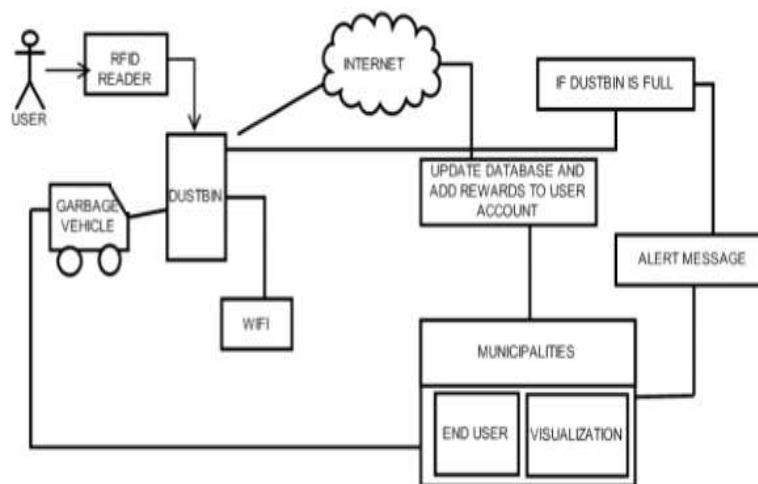 USER
RFID
READER
INTERNET
IF DUSTBIN IS FULL
DUSTBIN
UPDATE DATABASE AND
ADD REWARDS TO USER
ACCOUNT
GARBAGE
VEHICLE
ALERT MESSAGE
WIFI
MUNICIPALITIES
END USER
VISUALIZATION